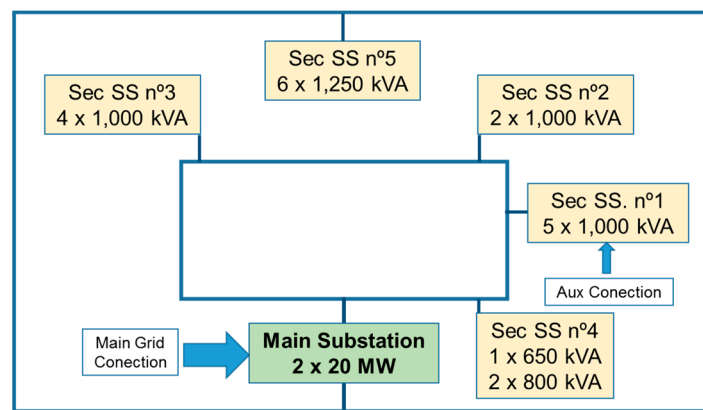 Sec SS nº5
6 x 1,250 kVA
Sec SS nº3
4 x 1,000 kVA
Sec SS nº2
2 x 1,000 kVA
Sec SS. nº1
5 x 1,000 kVA
Aux Conection
Main Grid
Conection
Main Substation
2 x 20 MW
Sec SS nº4
1 x 650 kVA
2 x 800 kVA